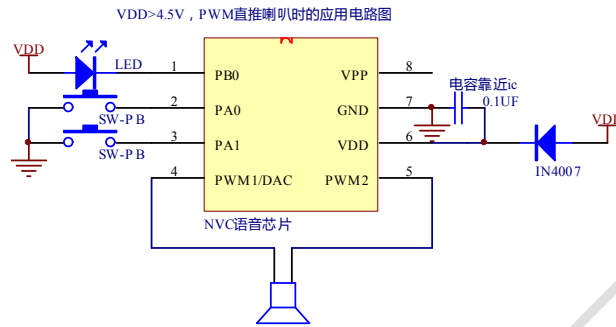 VDD>4.5V，PWM直推喇叭时的应用电路图
VDD
LED
1
PB0
VPP
8
电容靠近ic
0.1UF
SW-PB
2
PA0
GND
7
VDD
SW-PB
3
PA1
VDD
6
IN4007
4
PWM1/DAC
PWM2
5
NVC语音芯片